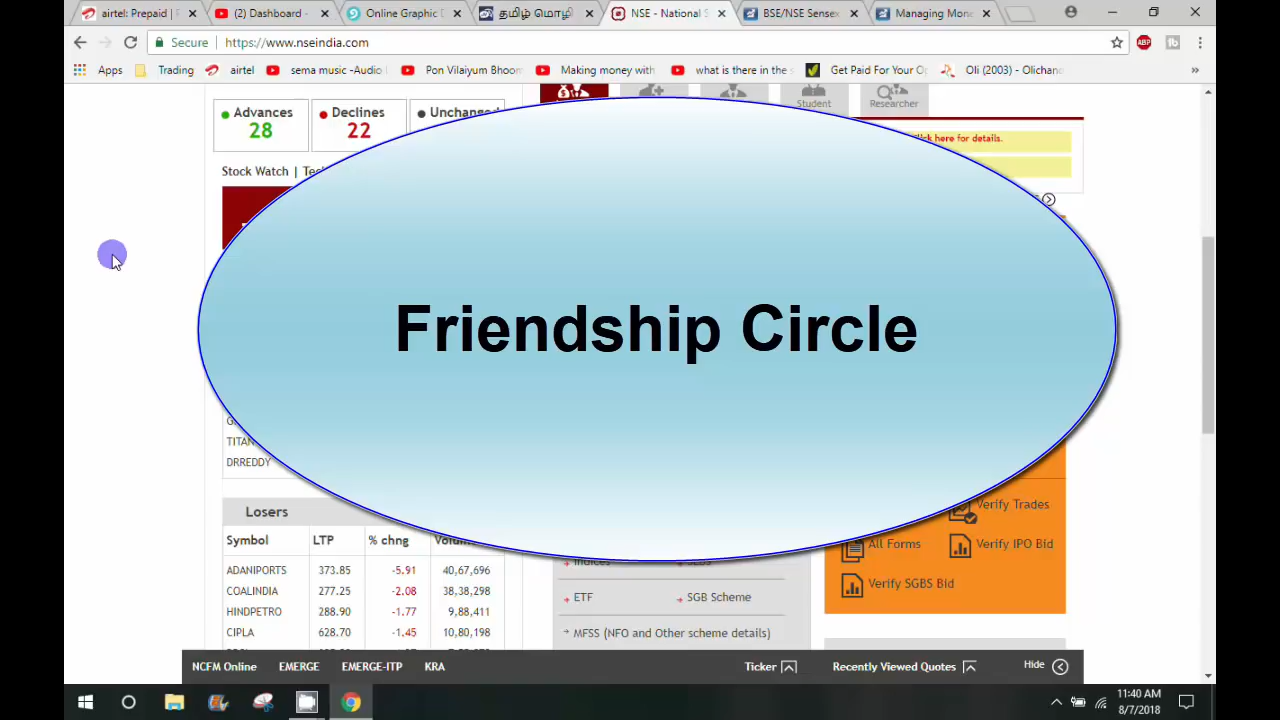 airtel: Prepaid |
(2) Dashboard -
Online Graphic D
தமிழ் மொழி
NSE - National S
BSE/NSE Sensex
Managing Mone
Secure
https://www.nseindia.com
Apps
Trading
airtel
sema music -Audio
Pon Vilaiyum Bhoom
Making money with
what is there in the s
Get Paid For Your Op
Oli (2003) - Olichand
Advances
28
Declines
22
Unchanged
Student
Researcher
Click here for details.
Stock Watch |
Friendship Circle
TITAN
DRREDDY
Losers
Symbol LTP % chng
ADANIPORTS 373.85 -5.91 40,67,696
COALINDIA 277.25 -2.08 38,38,298
HINDPETRO 288.90 -1.77 9,88,411
CIPLA 628.70 -1.45 10,80,198
Indices
ETF
SGB Scheme
MFSS (NFO and Other scheme details)
Verify Trades
All Forms
Verify IPO Bid
Verify SGBS Bid
NCFM Online
EMERGE
EMERGE-ITP
KRA
Ticker
Recently Viewed Quotes
Hide
11:40 AM
8/7/2018